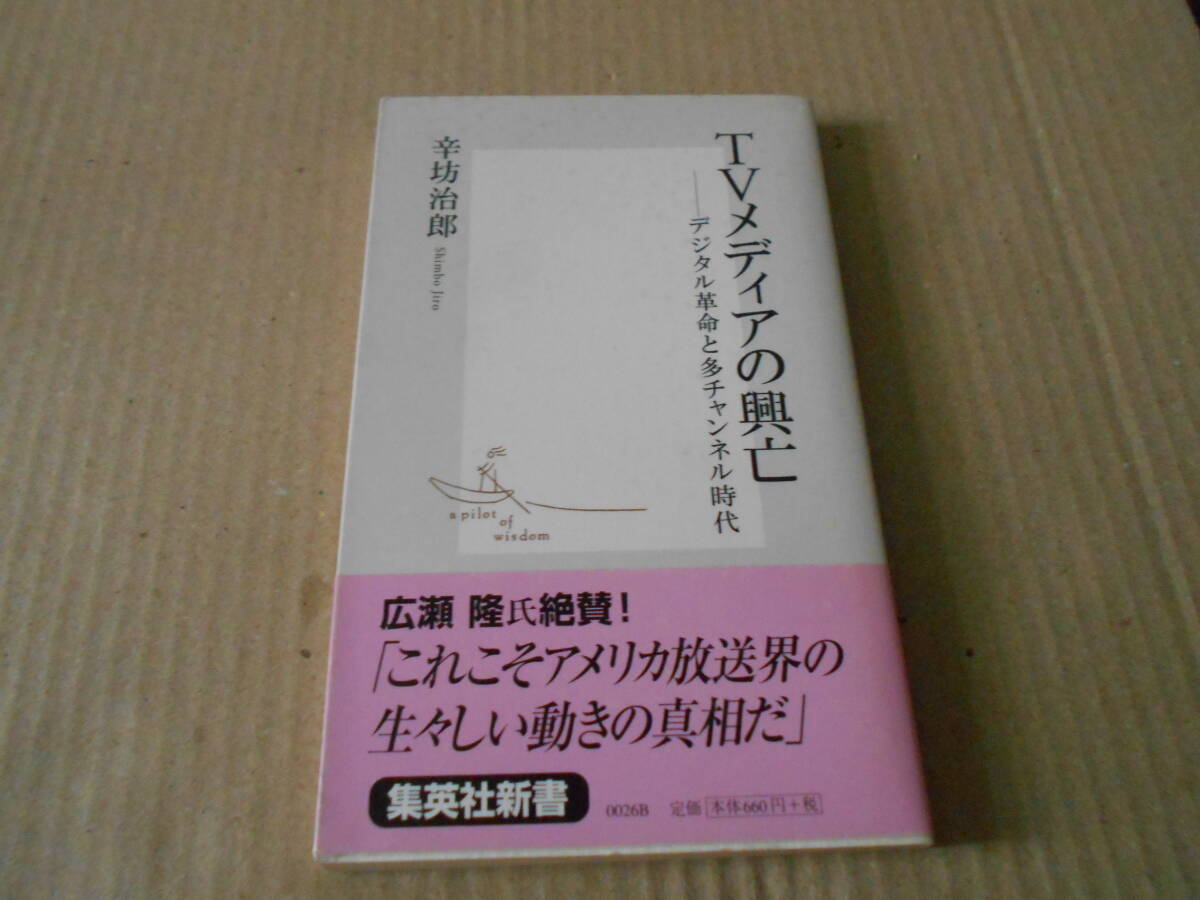 TVメディアの興亡
――デジタル革命と多チャンネル時代
辛坊治郎
Shimbo Jiro
a pilot
of
wisdom
広瀬 隆氏絶賛!
「これこそアメリカ放送界の
生々しい動きの真相だ」
集英社新書
0026B 定価 本体660円+税